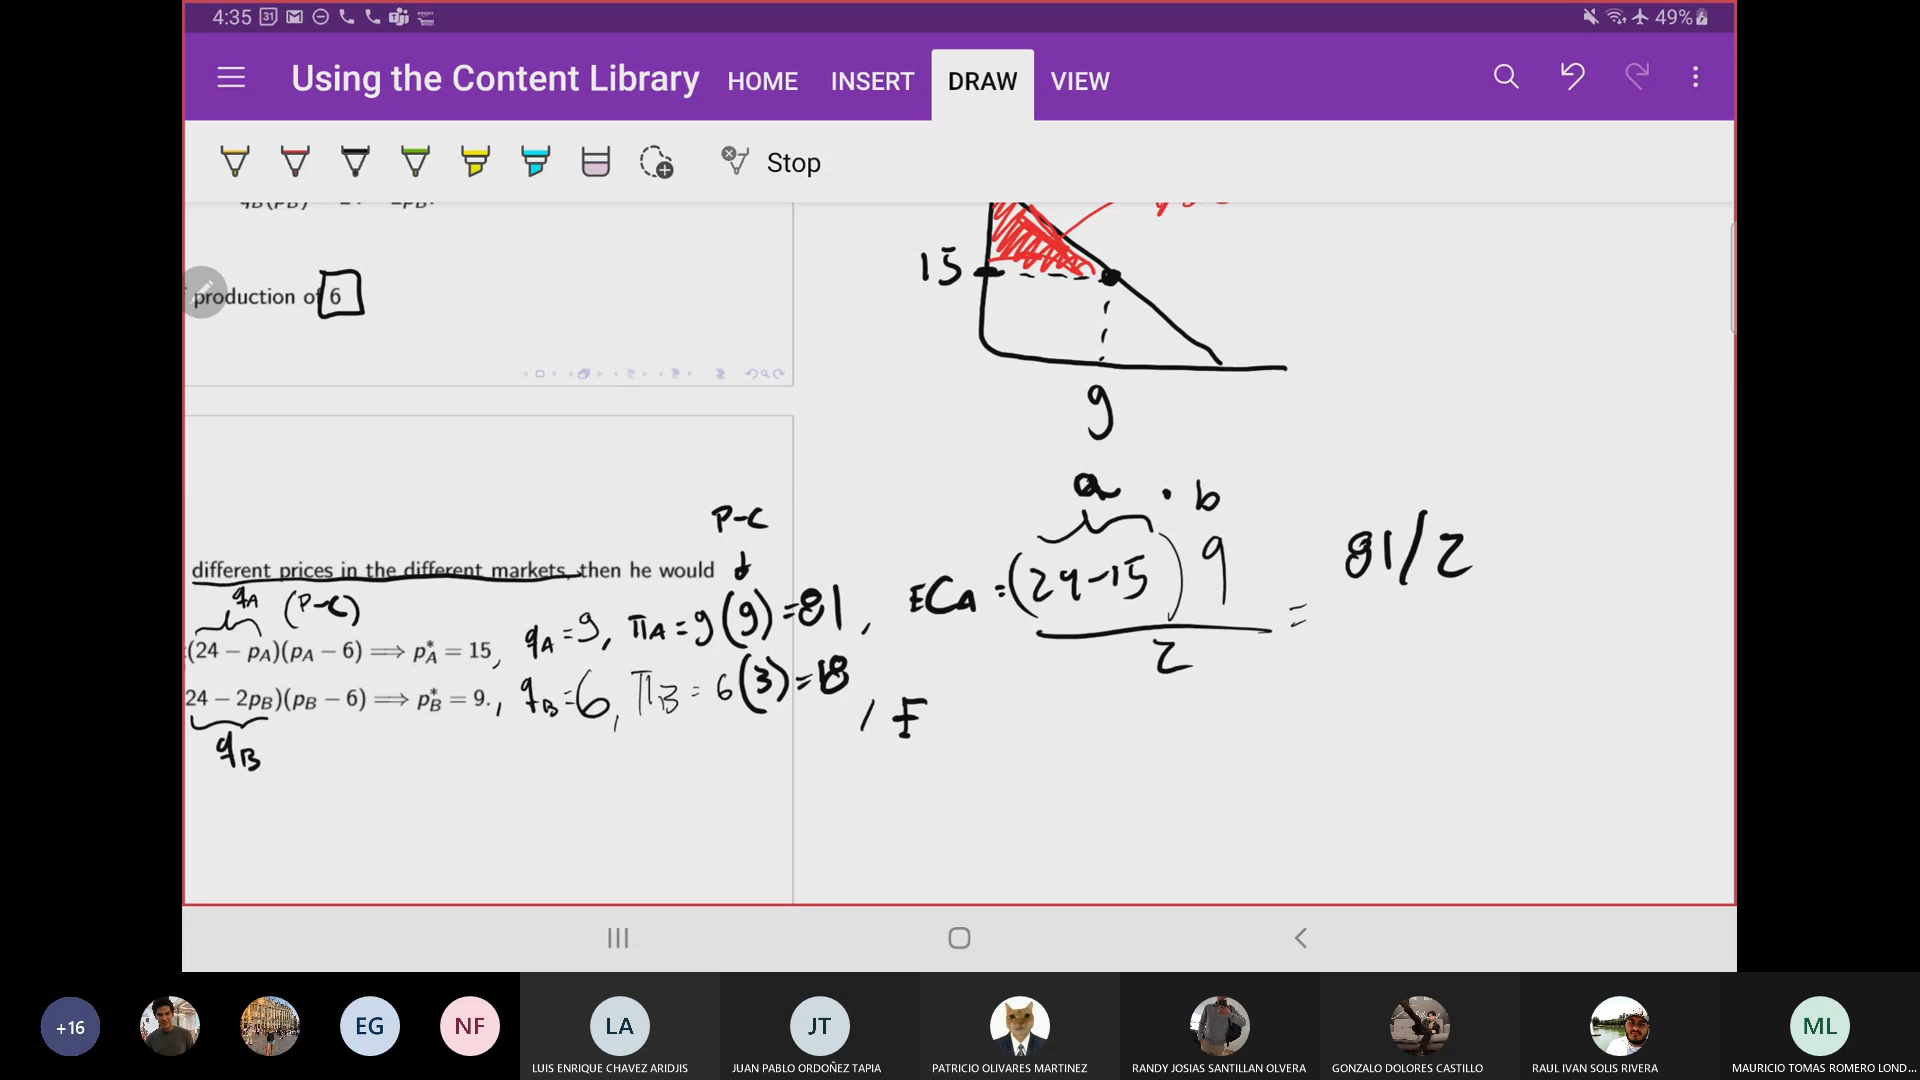 4:35 31 49%
Using the Content Library HOME INSERT DRAW VIEW
Stop
15
production of 6
9
P-C
a · b
different prices in the different markets, then he would
qA (P-C)
(24 − pA)(pA − 6) ⟹ p*A = 15, qA = 9, πA = 9(9) = 81, ECA = (24-15) 9 / 2 = 81/2
24 − 2pB)(pB − 6) ⟹ p*B = 9., qB = 6, πB = 6(3) = 18, E
qB
+16 EG NF LA JT ML
LUIS ENRIQUE CHAVEZ ARIDJIS JUAN PABLO ORDOÑEZ TAPIA PATRICIO OLIVARES MARTINEZ RANDY JOSIAS SANTILLAN OLVERA GONZALO DOLORES CASTILLO RAUL IVAN SOLIS RIVERA MAURICIO TOMAS ROMERO LOND...